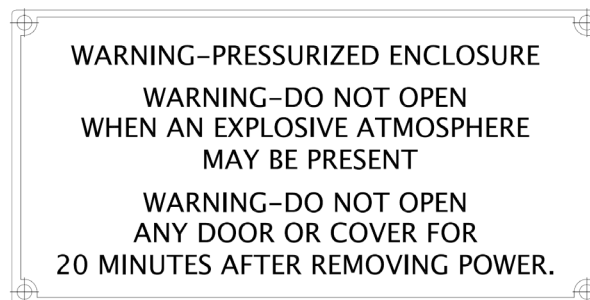 WARNING-PRESSURIZED ENCLOSURE
WARNING-DO NOT OPEN
WHEN AN EXPLOSIVE ATMOSPHERE
MAY BE PRESENT
WARNING-DO NOT OPEN
ANY DOOR OR COVER FOR
20 MINUTES AFTER REMOVING POWER.